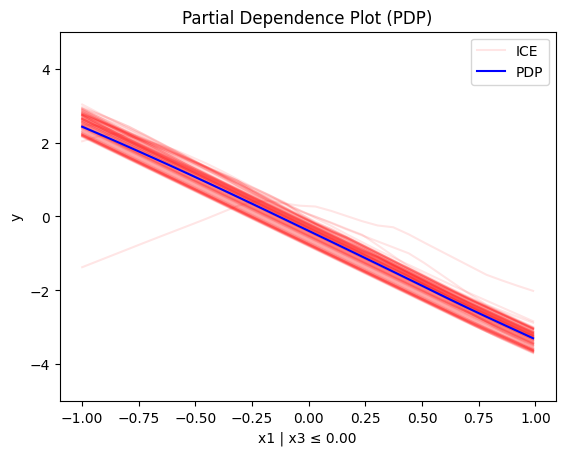 Partial Dependence Plot (PDP)
ICE
PDP
4
2
0
−2
−4
y
−1.00 −0.75 −0.50 −0.25 0.00 0.25 0.50 0.75 1.00
x1 | x3 ≤ 0.00